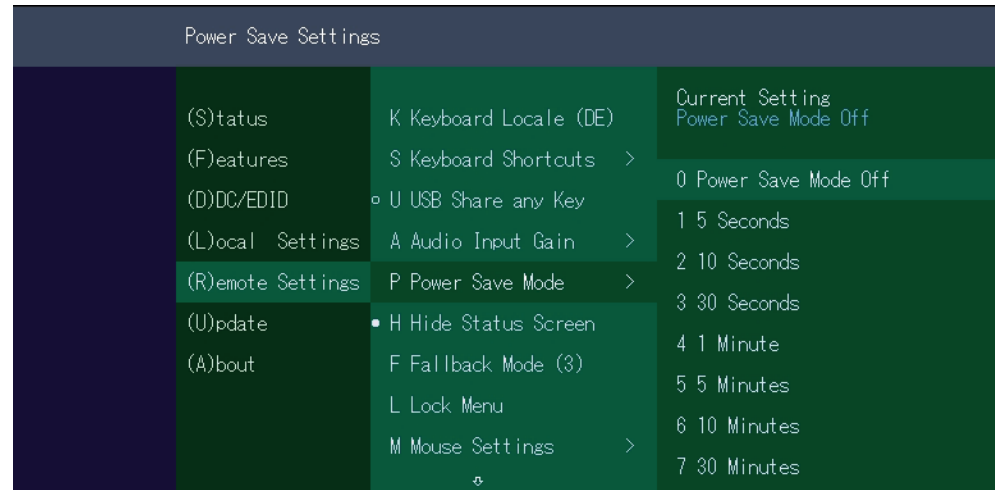 Power Save Settings
(S)tatus
(F)eatures
(D)DC/EDID
(L)ocal Settings
(R)emote Settings
(U)pdate
(A)bout
K Keyboard Locale (DE)
S Keyboard Shortcuts >
U USB Share any Key
A Audio Input Gain >
P Power Save Mode >
H Hide Status Screen
F Fallback Mode (3)
L Lock Menu
M Mouse Settings >
Current Setting
Power Save Mode Off
0 Power Save Mode Off
1 5 Seconds
2 10 Seconds
3 30 Seconds
4 1 Minute
5 5 Minutes
6 10 Minutes
7 30 Minutes